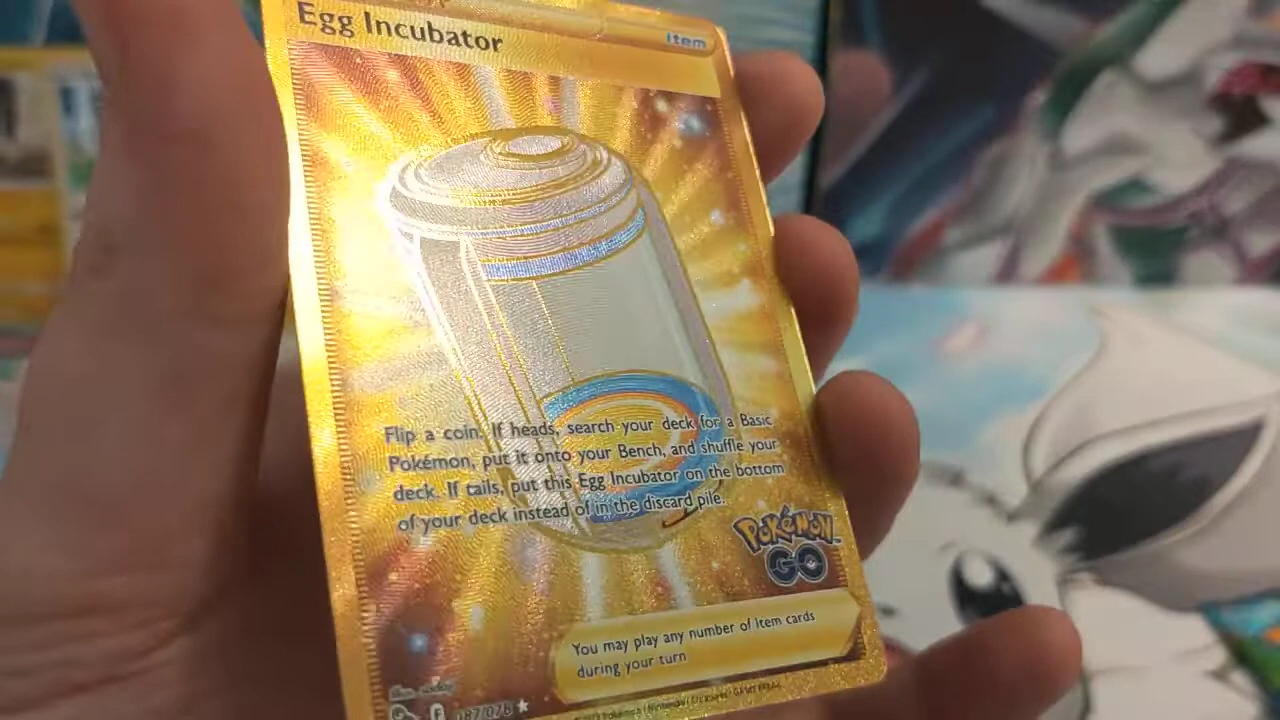 Egg Incubator
Item
Flip a coin. If heads, search your deck for a Basic
Pokémon, put it onto your Bench, and shuffle your
deck. If tails, put this Egg Incubator on the bottom
of your deck instead of in the discard pile.
POKÉMON
GO
You may play any number of Item cards
during your turn
F